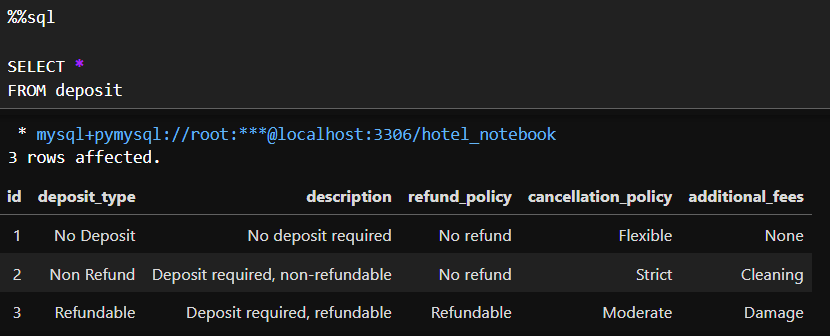 %%sql
SELECT *
FROM deposit
* mysql+pymysql://root:***@localhost:3306/hotel_notebook
3 rows affected.
id deposit_type description refund_policy cancellation_policy additional_fees
1 No Deposit No deposit required No refund Flexible None
2 Non Refund Deposit required, non-refundable No refund Strict Cleaning
3 Refundable Deposit required, refundable Refundable Moderate Damage